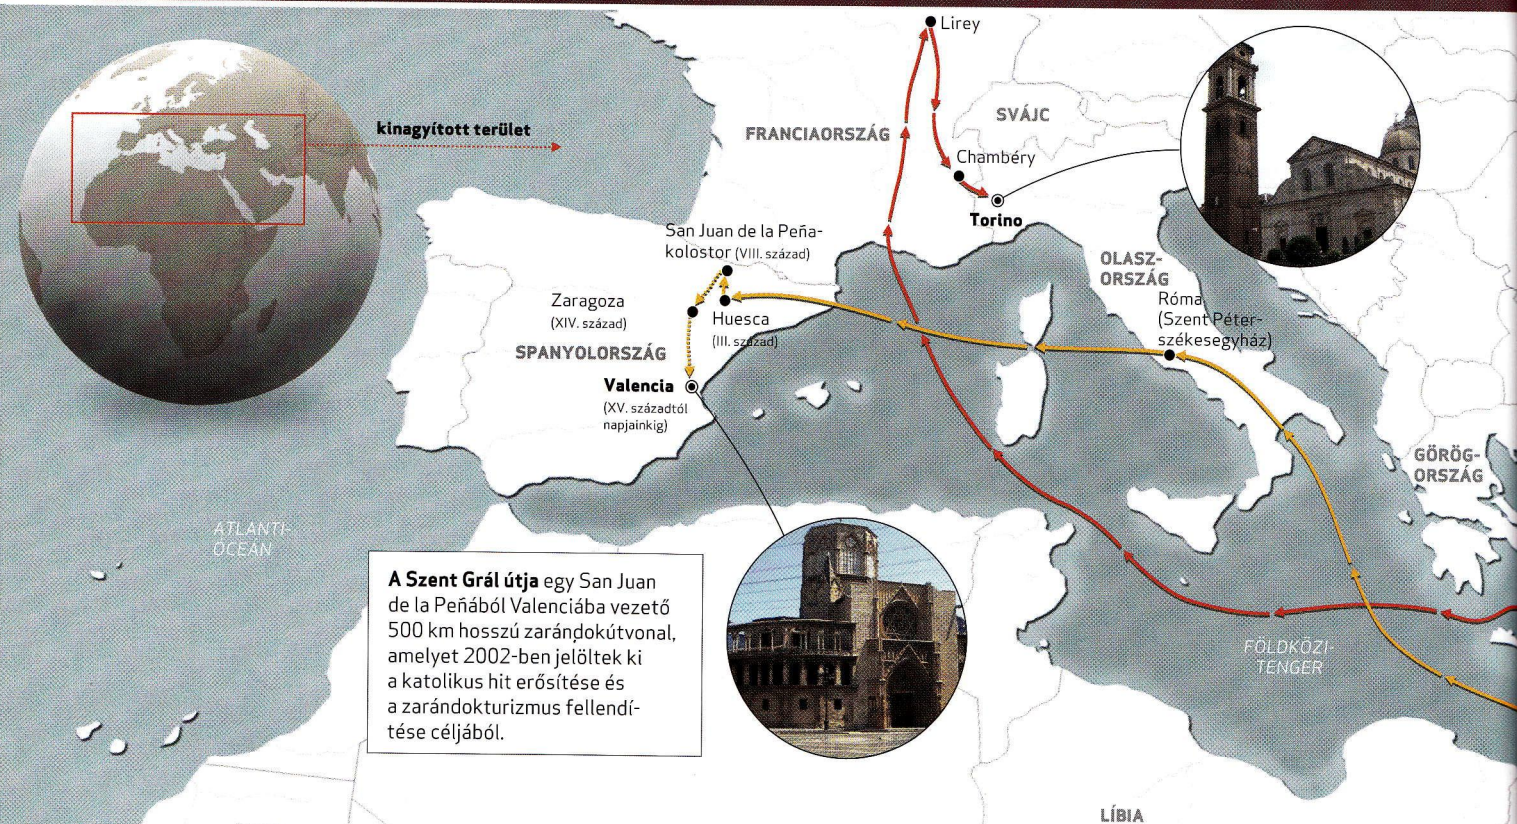 Lirey
kinagyított terület
FRANCIAORSZÁG
SVÁJC
Chambéry
Torino
San Juan de la Peña-
kolostor (VIII. század)
OLASZ-
ORSZÁG
Róma
(Szent Péter-
székesegyház)
Zaragoza
(XIV. század)
Huesca
(III. század)
SPANYOLORSZÁG
Valencia
(XV. századtól
napjainkig)
GÖRÖG-
ORSZÁG
ATLANTI-
ÓCEÁN
A Szent Grál útja egy San Juan
de la Peñából Valenciába vezető
500 km hosszú zarándokútvonal,
amelyet 2002-ben jelöltek ki
a katolikus hit erősítése és
a zarándokturizmus fellendí-
tése céljából.
FÖLDKÖZI-
TENGER
LÍBIA